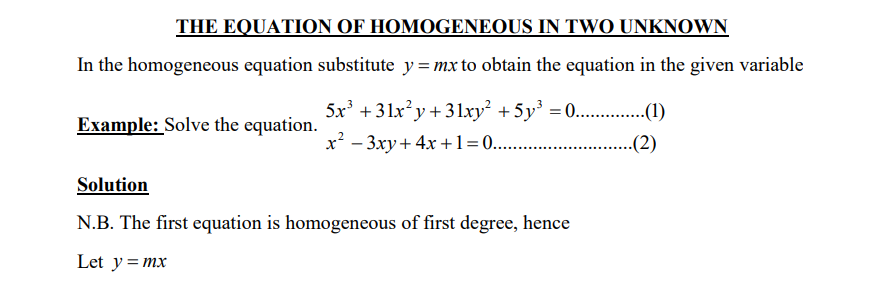 THE EQUATION OF HOMOGENEOUS IN TWO UNKNOWN
In the homogeneous equation substitute y = mx to obtain the equation in the given variable
Example: Solve the equation.
5x³ + 31x²y + 31xy² + 5y³ = 0..............(1)
x² − 3xy + 4x + 1 = 0............................(2)
Solution
N.B. The first equation is homogeneous of first degree, hence
Let y = mx